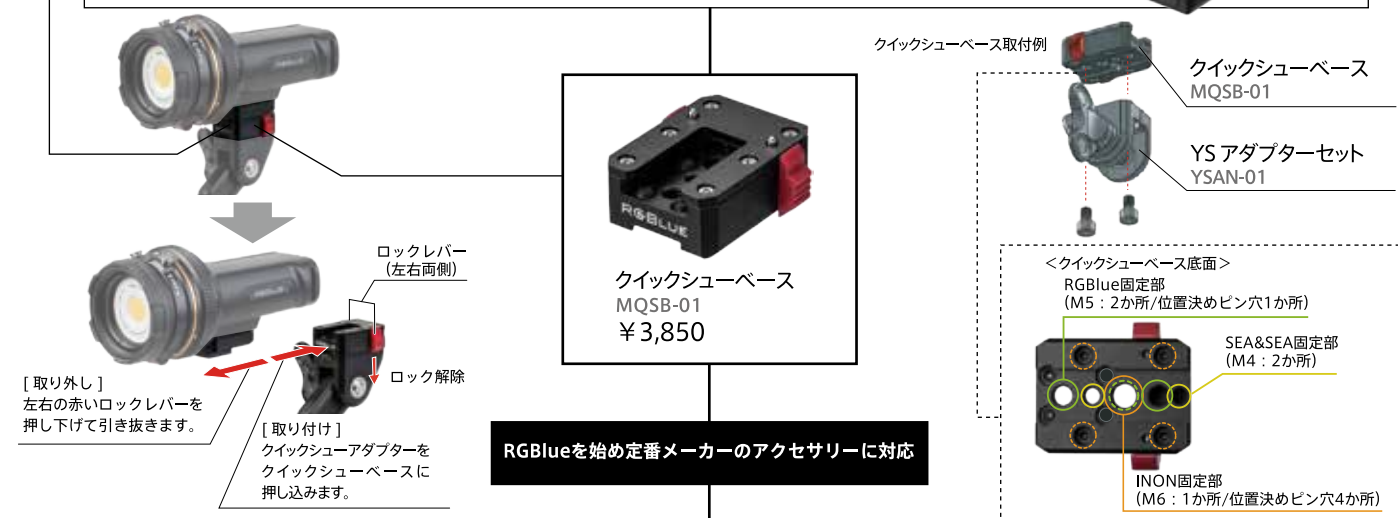 クイックシューベース取付例
クイックシューベース
MQSB-01
YS アダプターセット
YSAN-01
RGBLUE
クイックシューベース
MQSB-01
¥3,850
ロックレバー
(左右両側)
ロック解除
[ 取り外し ]
左右の赤いロックレバーを
押し下げて引き抜きます。
[ 取り付け ]
クイックシューアダプターを
クイックシューベースに
押し込みます。
RGBlueを始め定番メーカーのアクセサリーに対応
<クイックシューベース底面>
RGBlue固定部
(M5:2か所/位置決めピン穴1か所)
SEA&SEA固定部
(M4:2か所)
INON固定部
(M6:1か所/位置決めピン穴4か所)